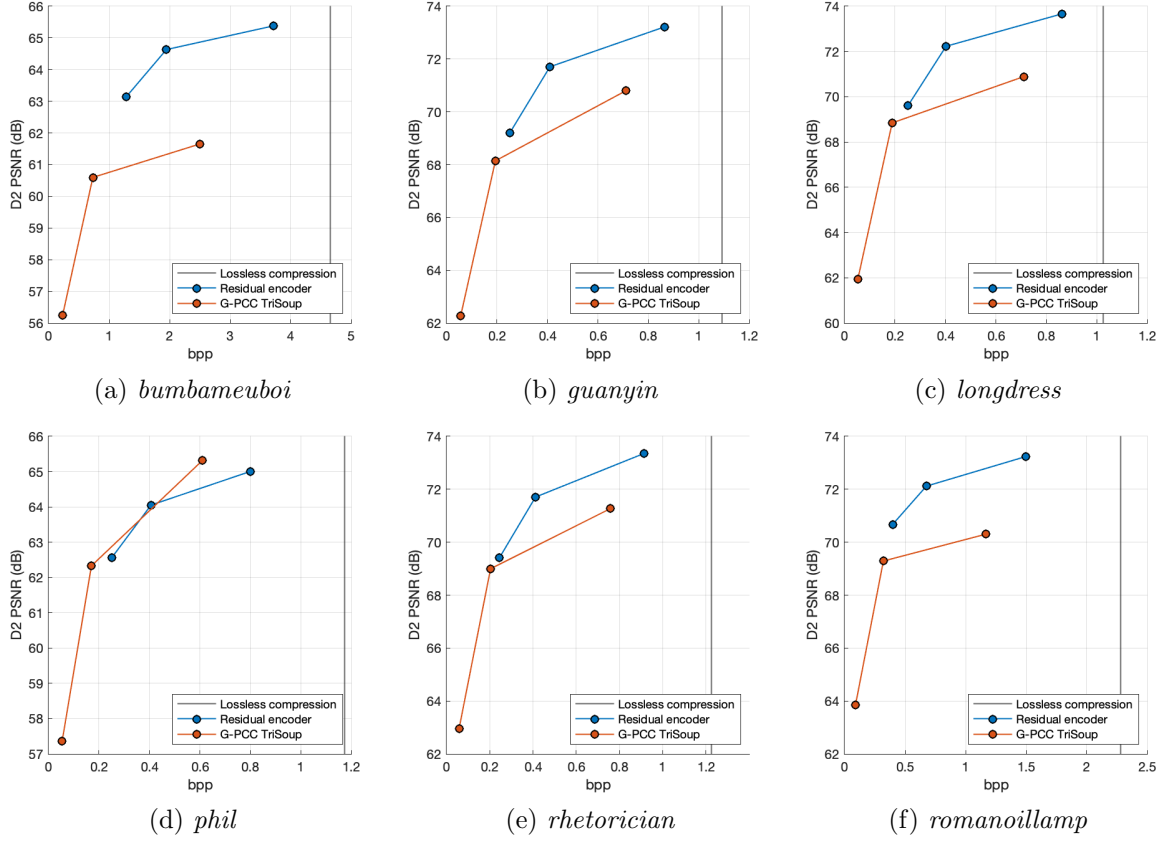 66
65
64
63
62
61
60
59
58
57
56
D2 PSNR (dB)
0 1 2 3 4 5
bpp
Lossless compression
Residual encoder
G-PCC TriSoup
(a) bumbameuboi
74
72
70
68
66
64
62
D2 PSNR (dB)
0 0.2 0.4 0.6 0.8 1 1.2
bpp
Lossless compression
Residual encoder
G-PCC TriSoup
(b) guanyin
74
72
70
68
66
64
62
60
D2 PSNR (dB)
0 0.2 0.4 0.6 0.8 1 1.2
bpp
Lossless compression
Residual encoder
G-PCC TriSoup
(c) longdress
66
65
64
63
62
61
60
59
58
57
D2 PSNR (dB)
0 0.2 0.4 0.6 0.8 1 1.2
bpp
Lossless compression
Residual encoder
G-PCC TriSoup
(d) phil
74
72
70
68
66
64
62
D2 PSNR (dB)
0 0.2 0.4 0.6 0.8 1 1.2
bpp
Lossless compression
Residual encoder
G-PCC TriSoup
(e) rhetorician
74
72
70
68
66
64
62
D2 PSNR (dB)
0 0.5 1 1.5 2 2.5
bpp
Lossless compression
Residual encoder
G-PCC TriSoup
(f) romanoillamp